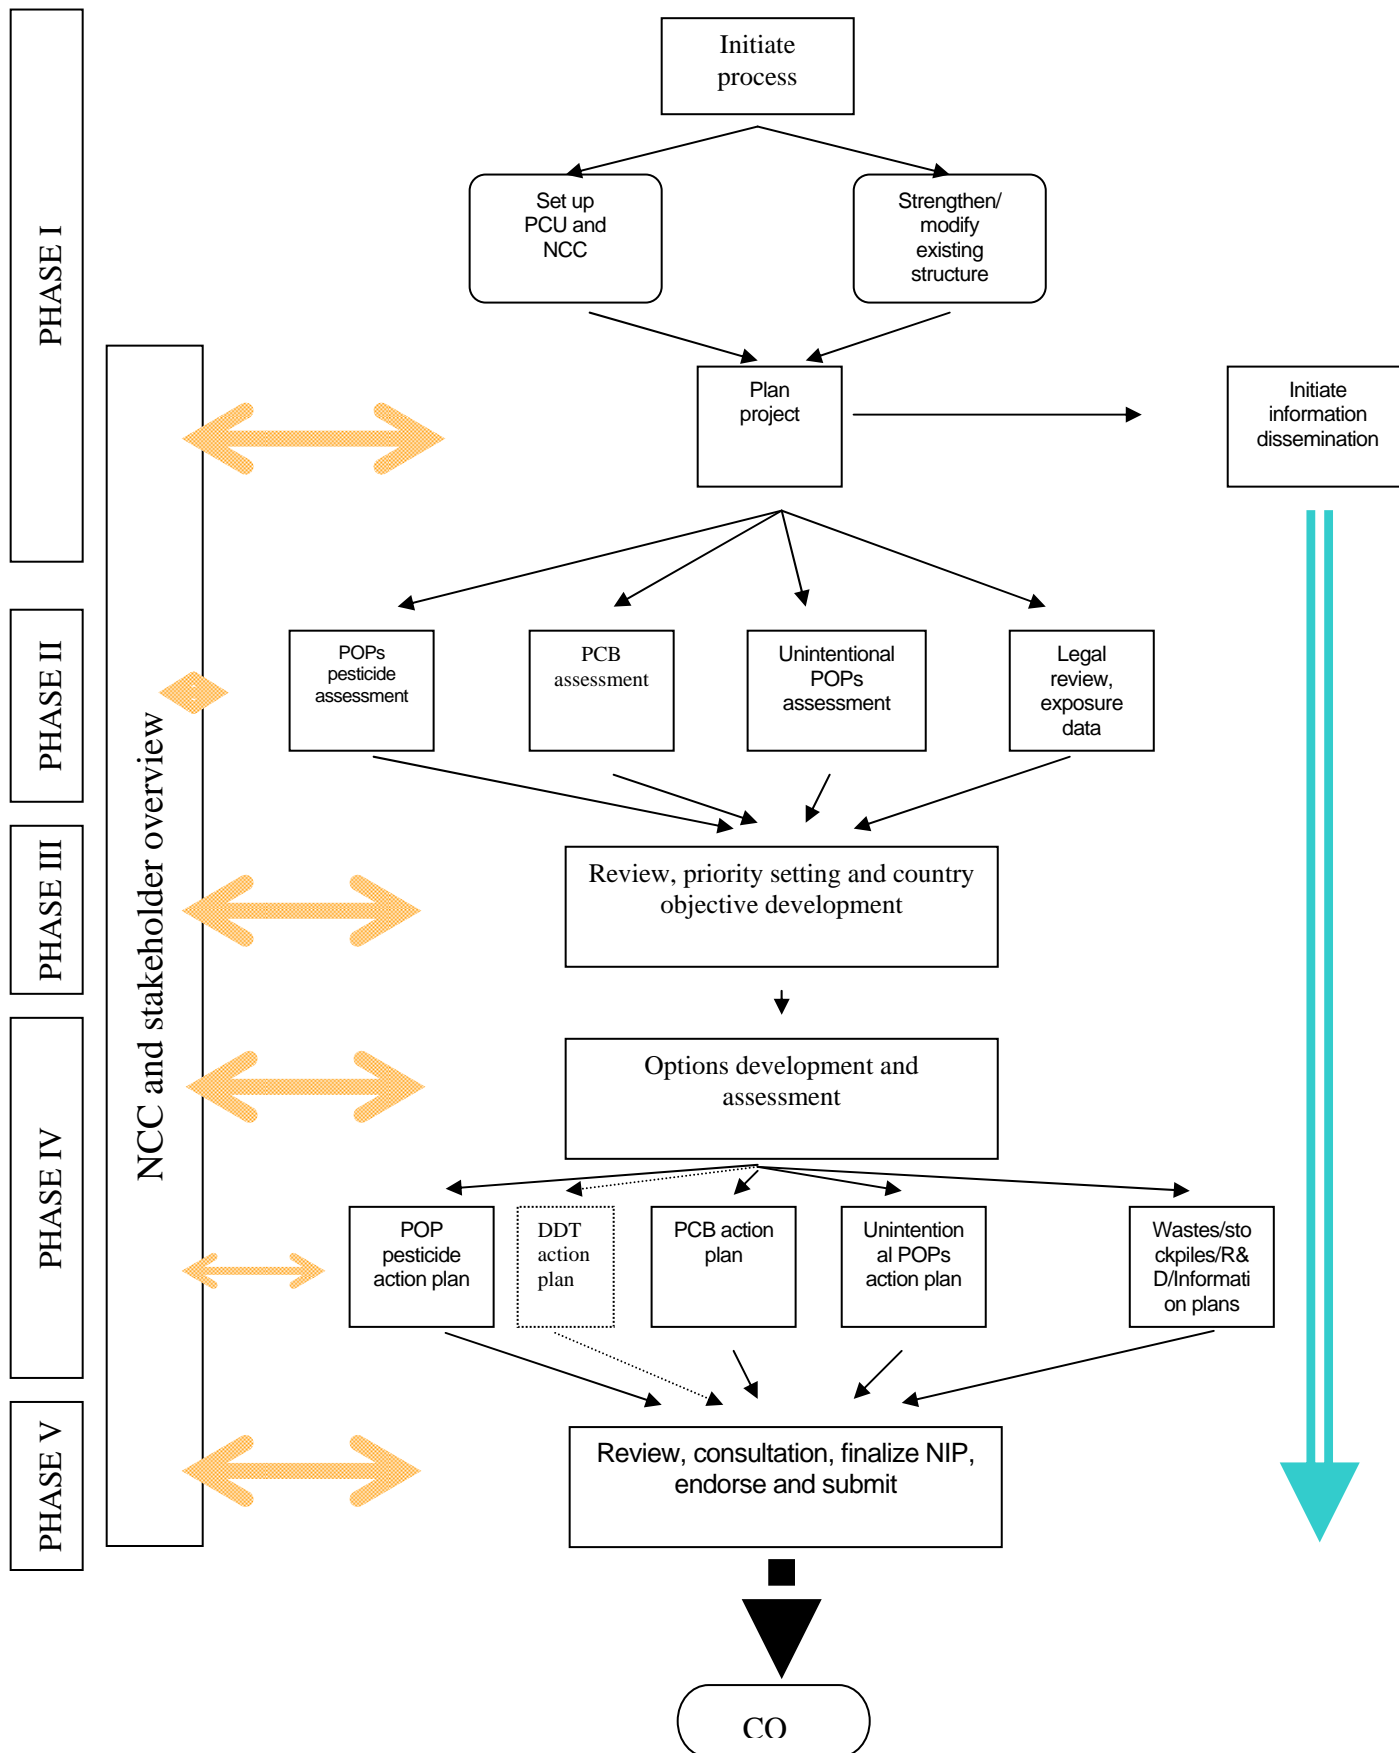 Initiate
process
PHASE I
Set up
PCU and
NCC
Strengthen/
modify
existing
structure
Plan
project
Initiate
information
dissemination
NCC and stakeholder overview
PHASE II
POPs
pesticide
assessment
PCB
assessment
Unintentional
POPs
assessment
Legal
review,
exposure
data
PHASE III
Review, priority setting and country
objective development
PHASE IV
Options development and
assessment
POP
pesticide
action plan
DDT
action
plan
PCB action
plan
Unintention
al POPs
action plan
Wastes/sto
ckpiles/R&
D/Informati
on plans
PHASE V
Review, consultation, finalize NIP,
endorse and submit
CO